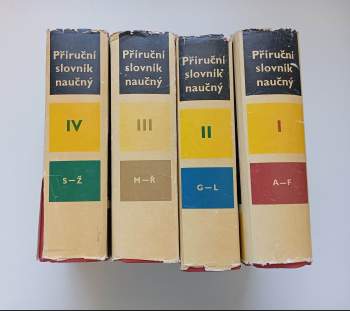 Příruční
slovník
naučný
IV
S–Ž
Příruční
slovník
naučný
III
M–Ř
Příruční
slovník
naučný
II
G–L
Příruční
slovník
naučný
I
A–F